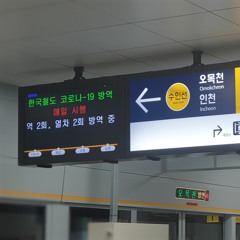 한국철도 코로나-19 방역
매일 시행
역 2회, 열차 2회 방역 중
수인선
오목천
Omokcheon
인천
Incheon
오목천